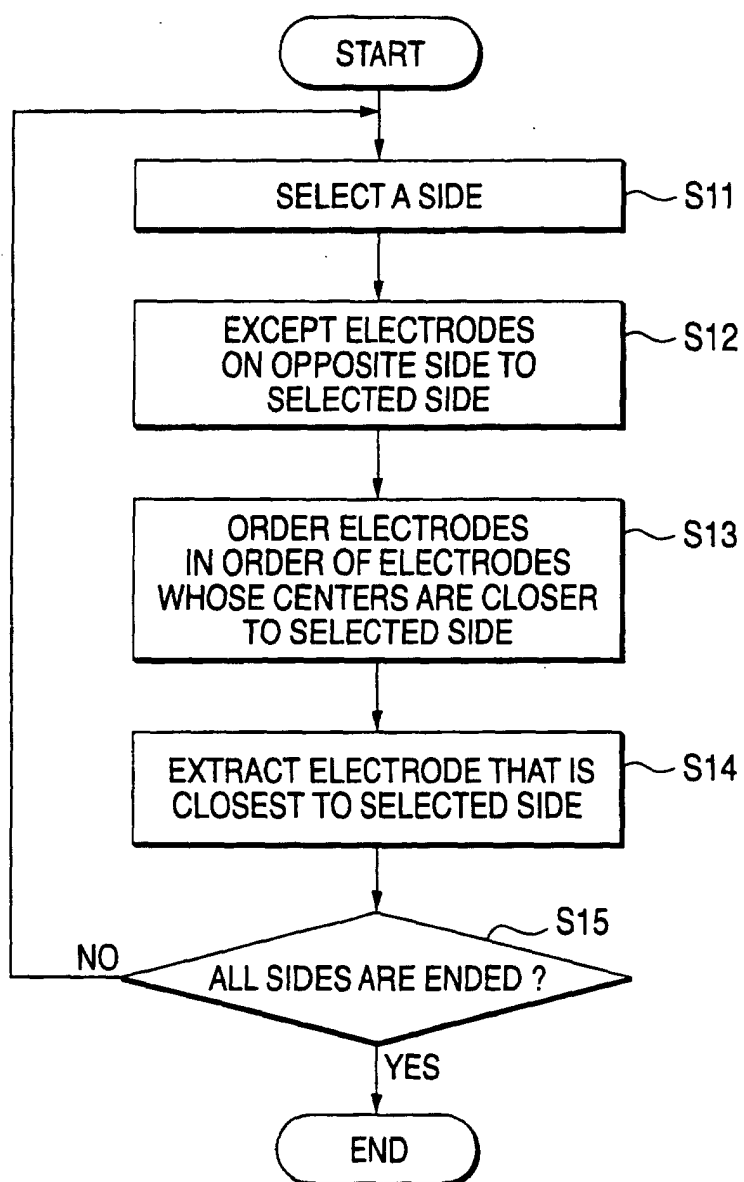 START
SELECT A SIDE
S11
EXCEPT ELECTRODES
ON OPPOSITE SIDE TO
SELECTED SIDE
S12
ORDER ELECTRODES
IN ORDER OF ELECTRODES
WHOSE CENTERS ARE CLOSER
TO SELECTED SIDE
S13
EXTRACT ELECTRODE THAT IS
CLOSEST TO SELECTED SIDE
S14
S15
NO
ALL SIDES ARE ENDED ?
YES
END